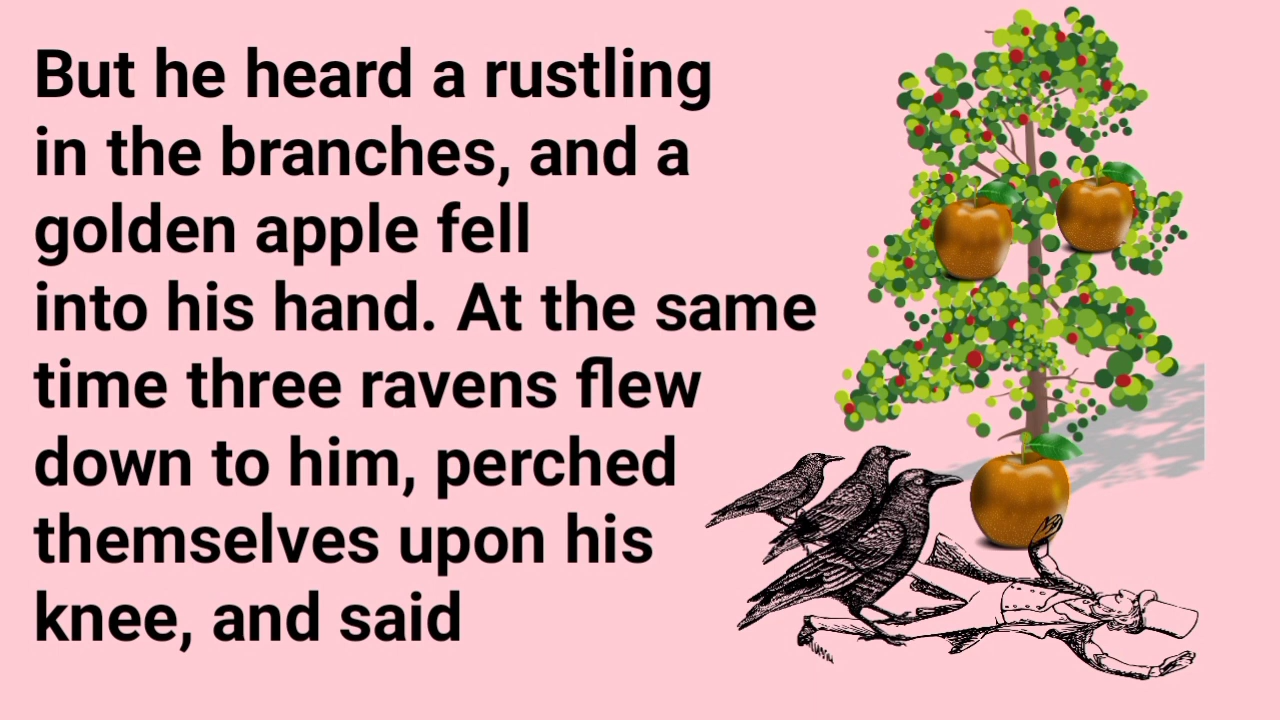 But he heard a rustling
in the branches, and a
golden apple fell
into his hand. At the same
time three ravens flew
down to him, perched
themselves upon his
knee, and said